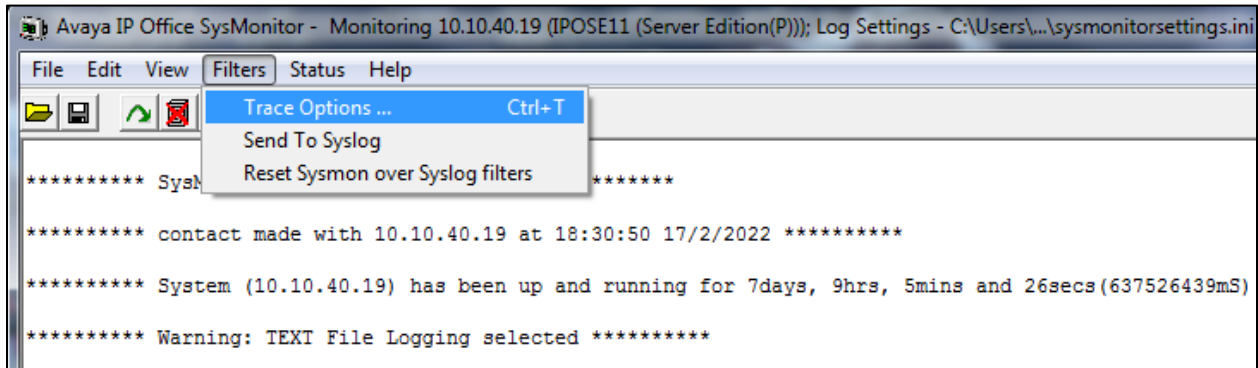 Avaya IP Office SysMonitor - Monitoring 10.10.40.19 (IPOSE11 (Server Edition(P))); Log Settings - C:\Users\...\sysmonitorsettings.ini
File Edit View Filters Status Help
Trace Options ... Ctrl+T
Send To Syslog
Reset Sysmon over Syslog filters
********** SysM *******
********** contact made with 10.10.40.19 at 18:30:50 17/2/2022 **********
********** System (10.10.40.19) has been up and running for 7days, 9hrs, 5mins and 26secs(637526439mS)
********** Warning: TEXT File Logging selected **********